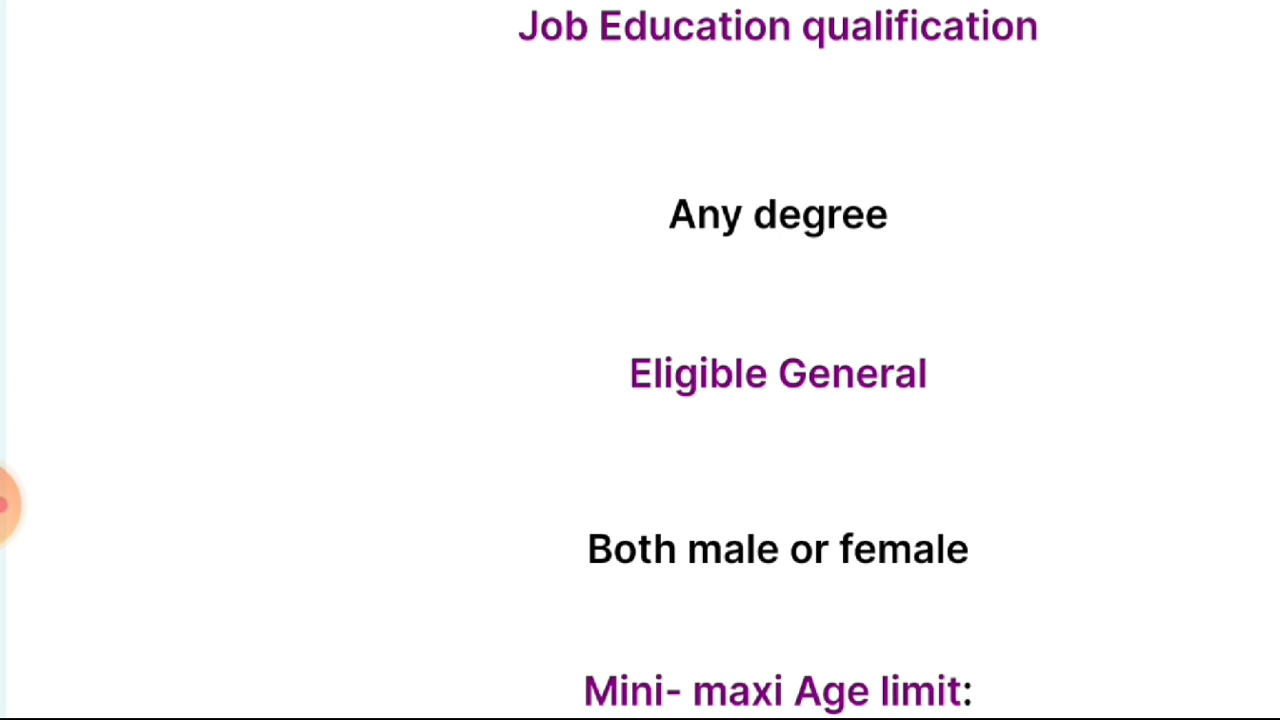 Job Education qualification
Any degree
Eligible General
Both male or female
Mini- maxi Age limit: